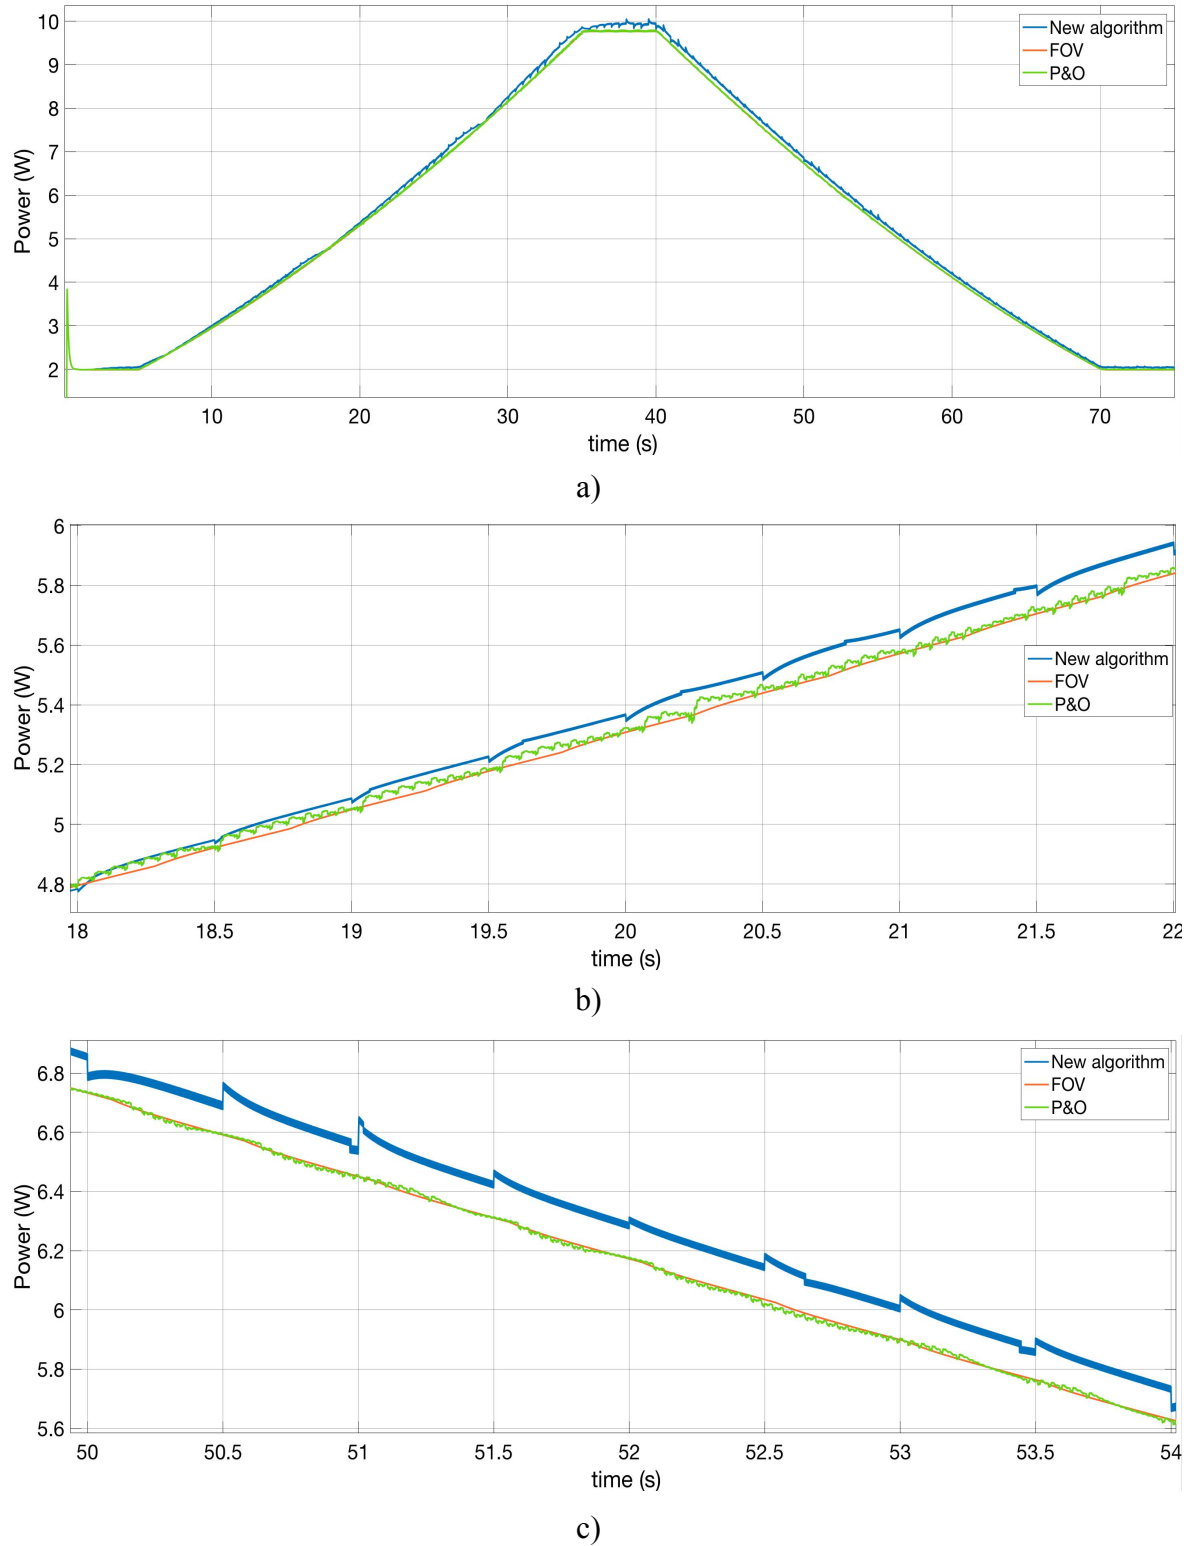 10
9
8
7
6
5
4
3
2
Power (W)
New algorithm
FOV
P&O
10 20 30 40 50 60 70
time (s)
a)
6
5.8
5.6
5.4
5.2
5
4.8
Power (W)
New algorithm
FOV
P&O
18 18.5 19 19.5 20 20.5 21 21.5 22
time (s)
b)
6.8
6.6
6.4
6.2
6
5.8
5.6
Power (W)
New algorithm
FOV
P&O
50 50.5 51 51.5 52 52.5 53 53.5 54
time (s)
c)